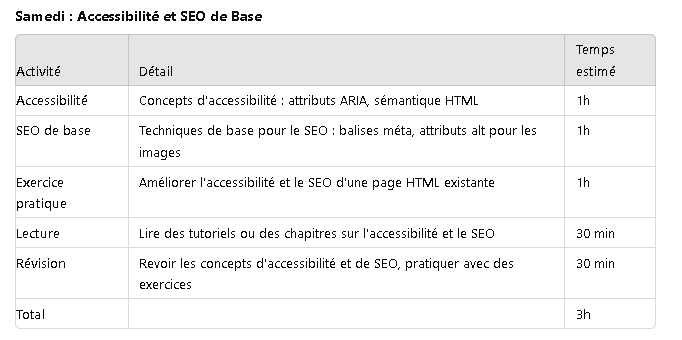 Samedi : Accessibilité et SEO de Base
Temps
Activité Détail estimé
Accessibilité Concepts d'accessibilité : attributs ARIA, sémantique HTML 1h
SEO de base Techniques de base pour le SEO : balises méta, attributs alt pour les 1h
images
Exercice Améliorer l'accessibilité et le SEO d'une page HTML existante 1h
pratique
Lecture Lire des tutoriels ou des chapitres sur l'accessibilité et le SEO 30 min
Révision Revoir les concepts d'accessibilité et de SEO, pratiquer avec des 30 min
exercices
Total 3h